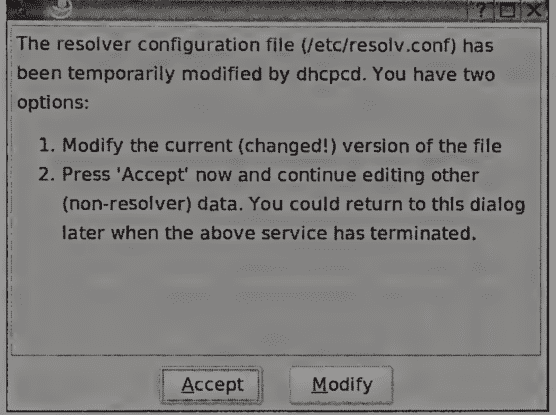 The resolver configuration file (/etc/resolv.conf) has
been temporarily modified by dhcpcd. You have two
options:
1. Modify the current (changed!) version of the file
2. Press 'Accept' now and continue editing other
(non-resolver) data. You could return to this dialog
later when the above service has terminated.
Accept Modify